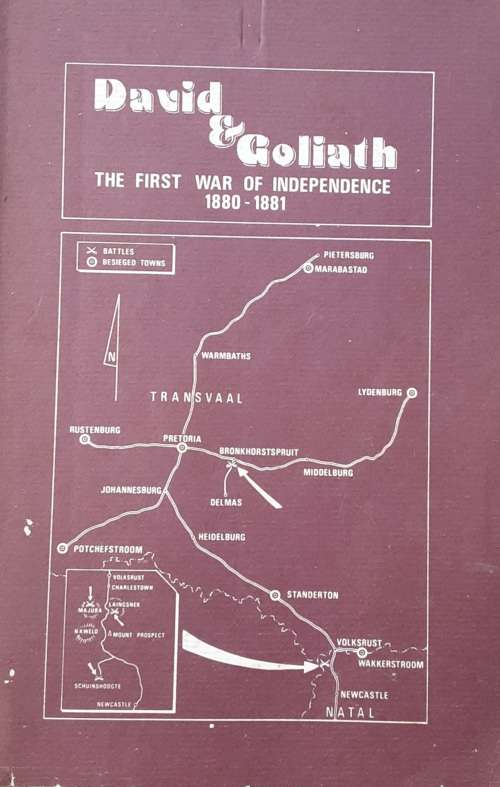 David
&
Goliath
THE FIRST WAR OF INDEPENDENCE
1880-1881
BATTLES
BESIEGED TOWNS
PIETERSBURG
MARABASTAD
N
WARMBATHS
TRANSVAAL
LYDENBURG
RUSTENBURG
PRETORIA
BRONKHORSTSPRUIT
MIDDELBURG
JOHANNESBURG
DELMAS
HEIDELBURG
POTCHEFSTROOM
STANDERTON
VOLKSRUST
CHARLESTOWN
MAJUBA
LAINGSNEK
MOUNT PROSPECT
SCHUINSHOOGTE
NEWCASTLE
VOLKSRUST
WAKKERSTROOM
NEWCASTLE
NATAL